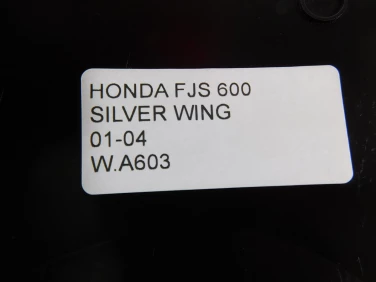 HONDA FJS 600
SILVER WING
01-04
W.A603